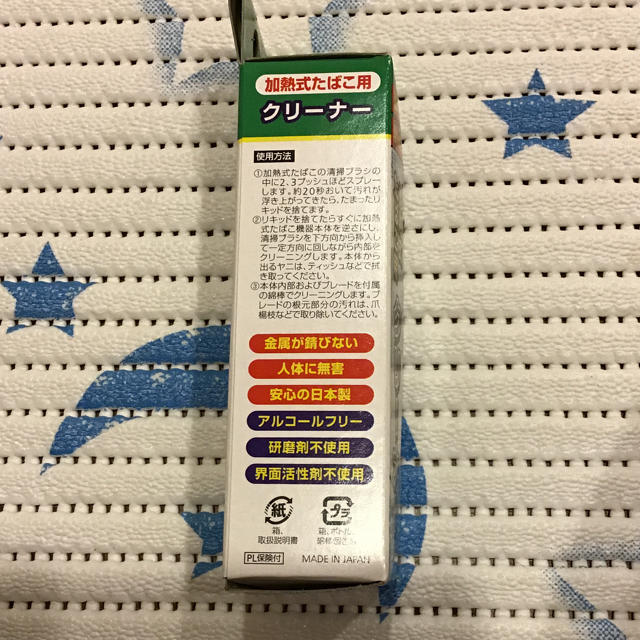 加熱式たばこ用
クリーナー
使用方法
①加熱式たばこの清掃ブラシの
中に2、3プッシュほどスプレー
します。約20秒おいて汚れが
浮き上がってきたら、たまったリ
キッドを捨てます。
②リキッドを捨てたらすぐに加熱
式たばこ機器本体を逆さにし、
清掃ブラシを下方向から挿入し
て一定方向に回しながら内部を
クリーニングします。本体から
出るヤニは、ティッシュなどで拭
き取ってください。
③本体内部およびブレードを付属
の綿棒でクリーニングします。ブ
レードの根元部分の汚れは、爪
楊枝などで取り除いてください。
金属が錆びない
人体に無害
安心の日本製
アルコールフリー
研磨剤不使用
界面活性剤不使用
紙
プラ
箱、
取扱説明書
箱、ボトル、
PL保険付
MADE IN JAPAN